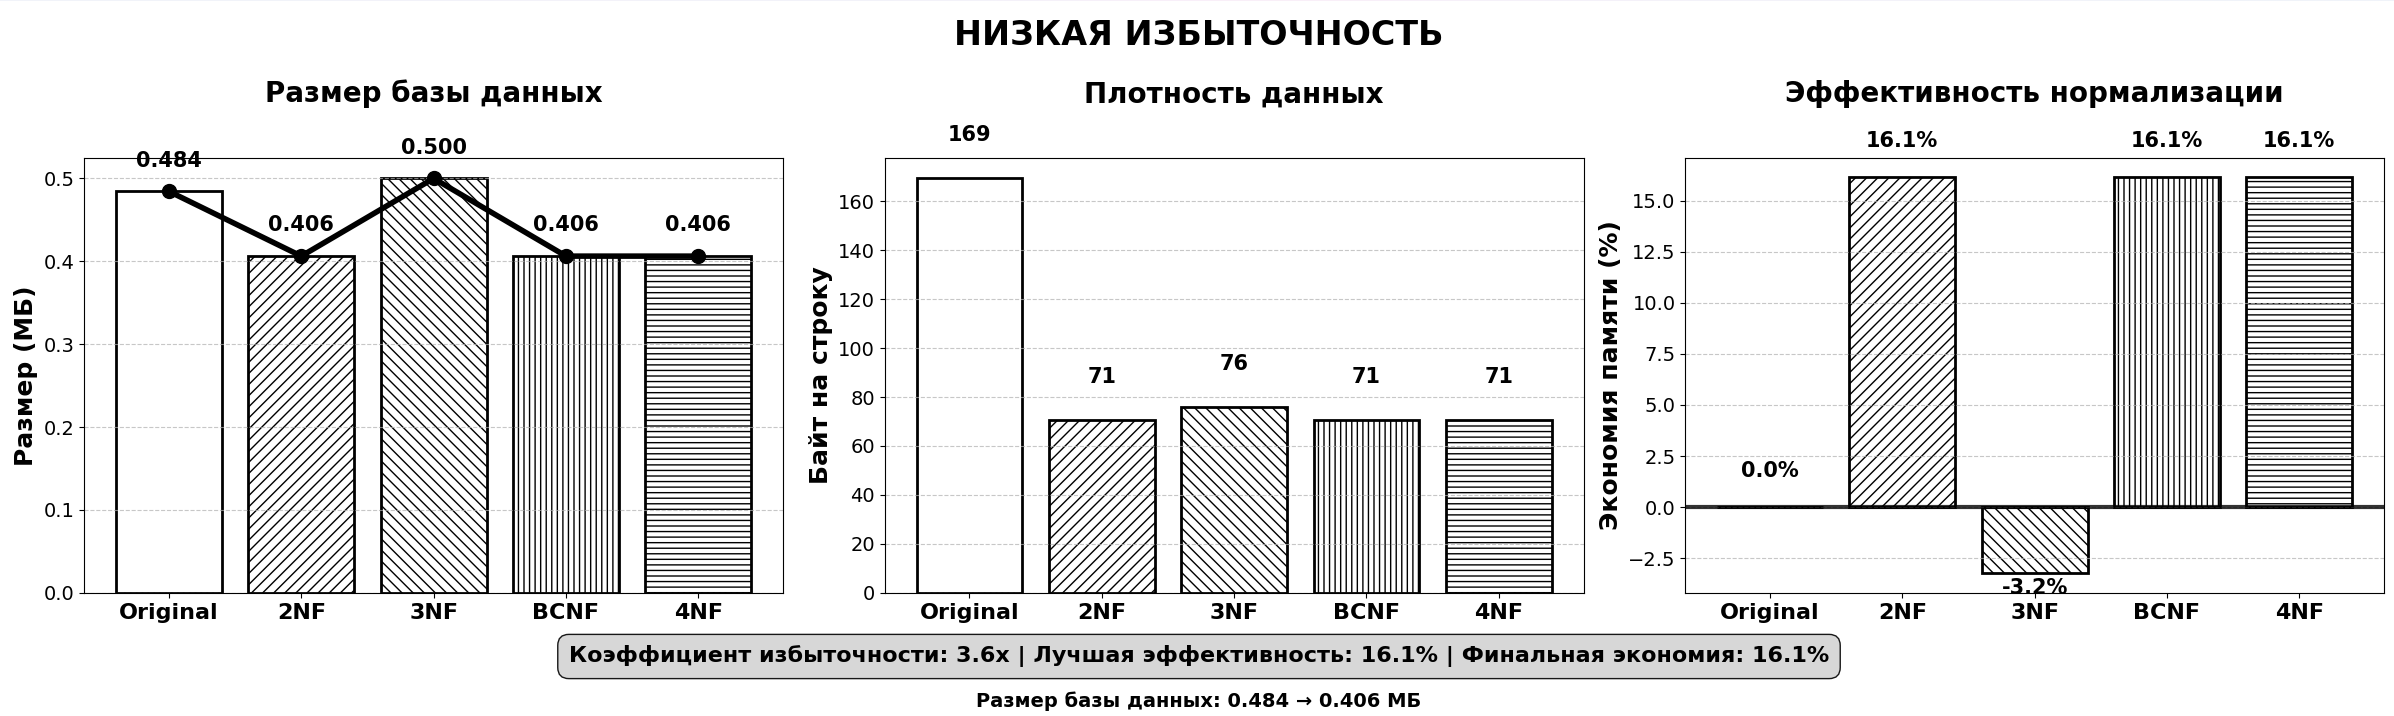 НИЗКАЯ ИЗБЫТОЧНОСТЬ
Размер базы данных
Размер (МБ)
0.5
0.4
0.3
0.2
0.1
0.0
0.484
0.406
0.500
0.406
0.406
Original
2NF
3NF
BCNF
4NF
Плотность данных
Байт на строку
160
140
120
100
80
60
40
20
0
169
71
76
71
71
Original
2NF
3NF
BCNF
4NF
Эффективность нормализации
Экономия памяти (%)
15.0
12.5
10.0
7.5
5.0
2.5
0.0
−2.5
0.0%
16.1%
-3.2%
16.1%
16.1%
Original
2NF
3NF
BCNF
4NF
Коэффициент избыточности: 3.6x | Лучшая эффективность: 16.1% | Финальная экономия: 16.1%
Размер базы данных: 0.484 → 0.406 МБ